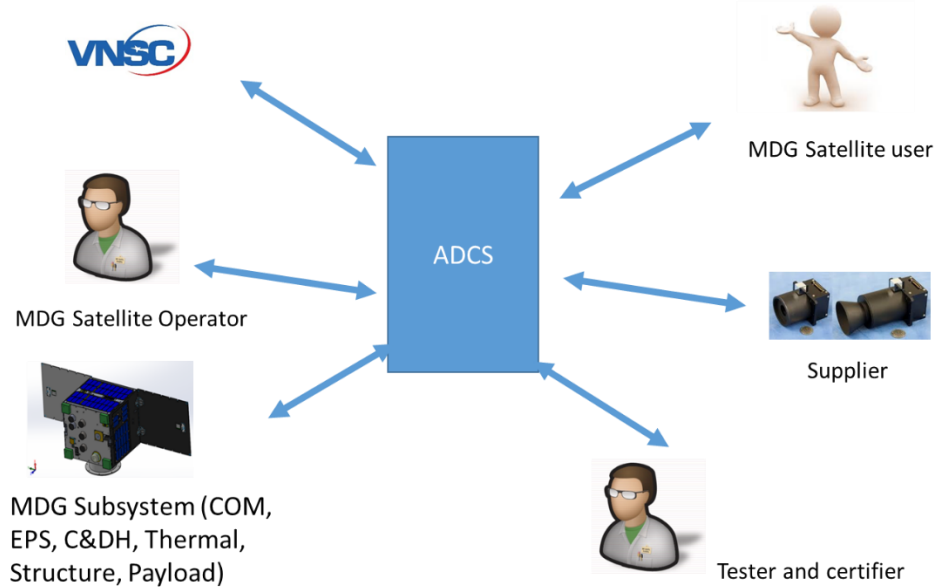 VNSC
MDG Satellite user
ADCS
MDG Satellite Operator
Supplier
MDG Subsystem (COM,
EPS, C&DH, Thermal,
Structure, Payload)
Tester and certifier